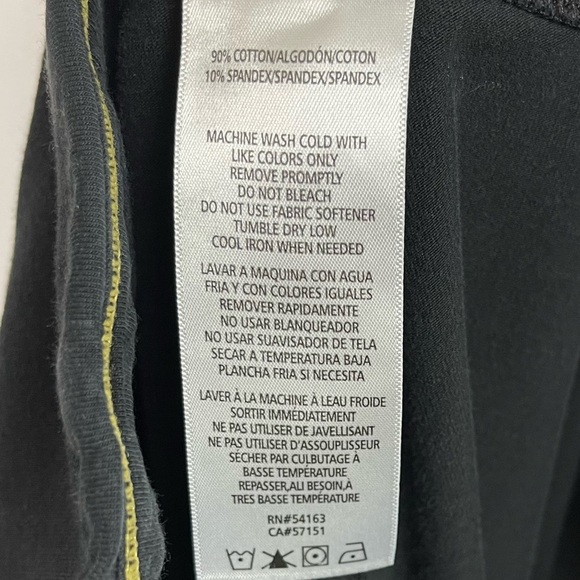 90% COTTON/ALGODÓN/COTON
10% SPANDEX/SPANDEX/SPANDEX
MACHINE WASH COLD WITH
LIKE COLORS ONLY
REMOVE PROMPTLY
DO NOT BLEACH
DO NOT USE FABRIC SOFTENER
TUMBLE DRY LOW
COOL IRON WHEN NEEDED
LAVAR A MAQUINA CON AGUA
FRIA Y CON COLORES IGUALES
REMOVER RAPIDAMENTE
NO USAR BLANQUEADOR
NO USAR SUAVISADOR DE TELA
SECAR A TEMPERATURA BAJA
PLANCHA FRIA SI NECESITA
LAVER À LA MACHINE À LEAU FROIDE
SORTIR IMMÉDIATEMENT
NE PAS UTILISER DE JAVELLISANT
NE PAS UTILISER D'ASSOUPLISSEUR
SÉCHER PAR CULBUTAGE À
BASSE TEMPÉRATURE
REPASSER,ALI BESOIN,À
TRES BASSE TEMPÉRATURE
RN#54163
CA#57151